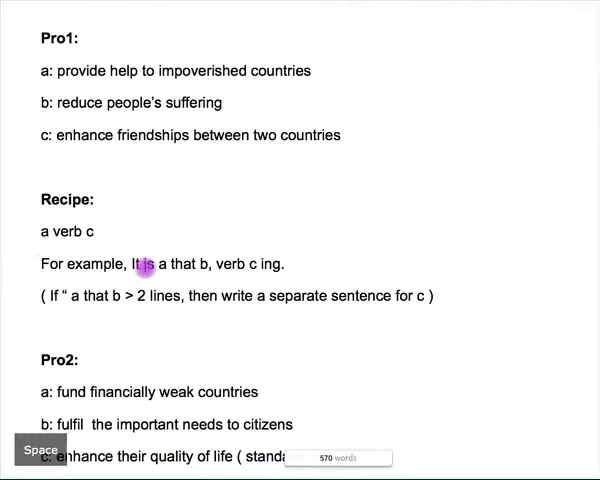 Pro1:
a: provide help to impoverished countries
b: reduce people's suffering
c: enhance friendships between two countries
Recipe:
a verb c
For example, It is a that b, verb c ing.
( If “ a that b > 2 lines, then write a separate sentence for c )
Pro2:
a: fund financially weak countries
b: fulfil  the important needs to citizens
c: enhance their quality of life (
Space
570 words